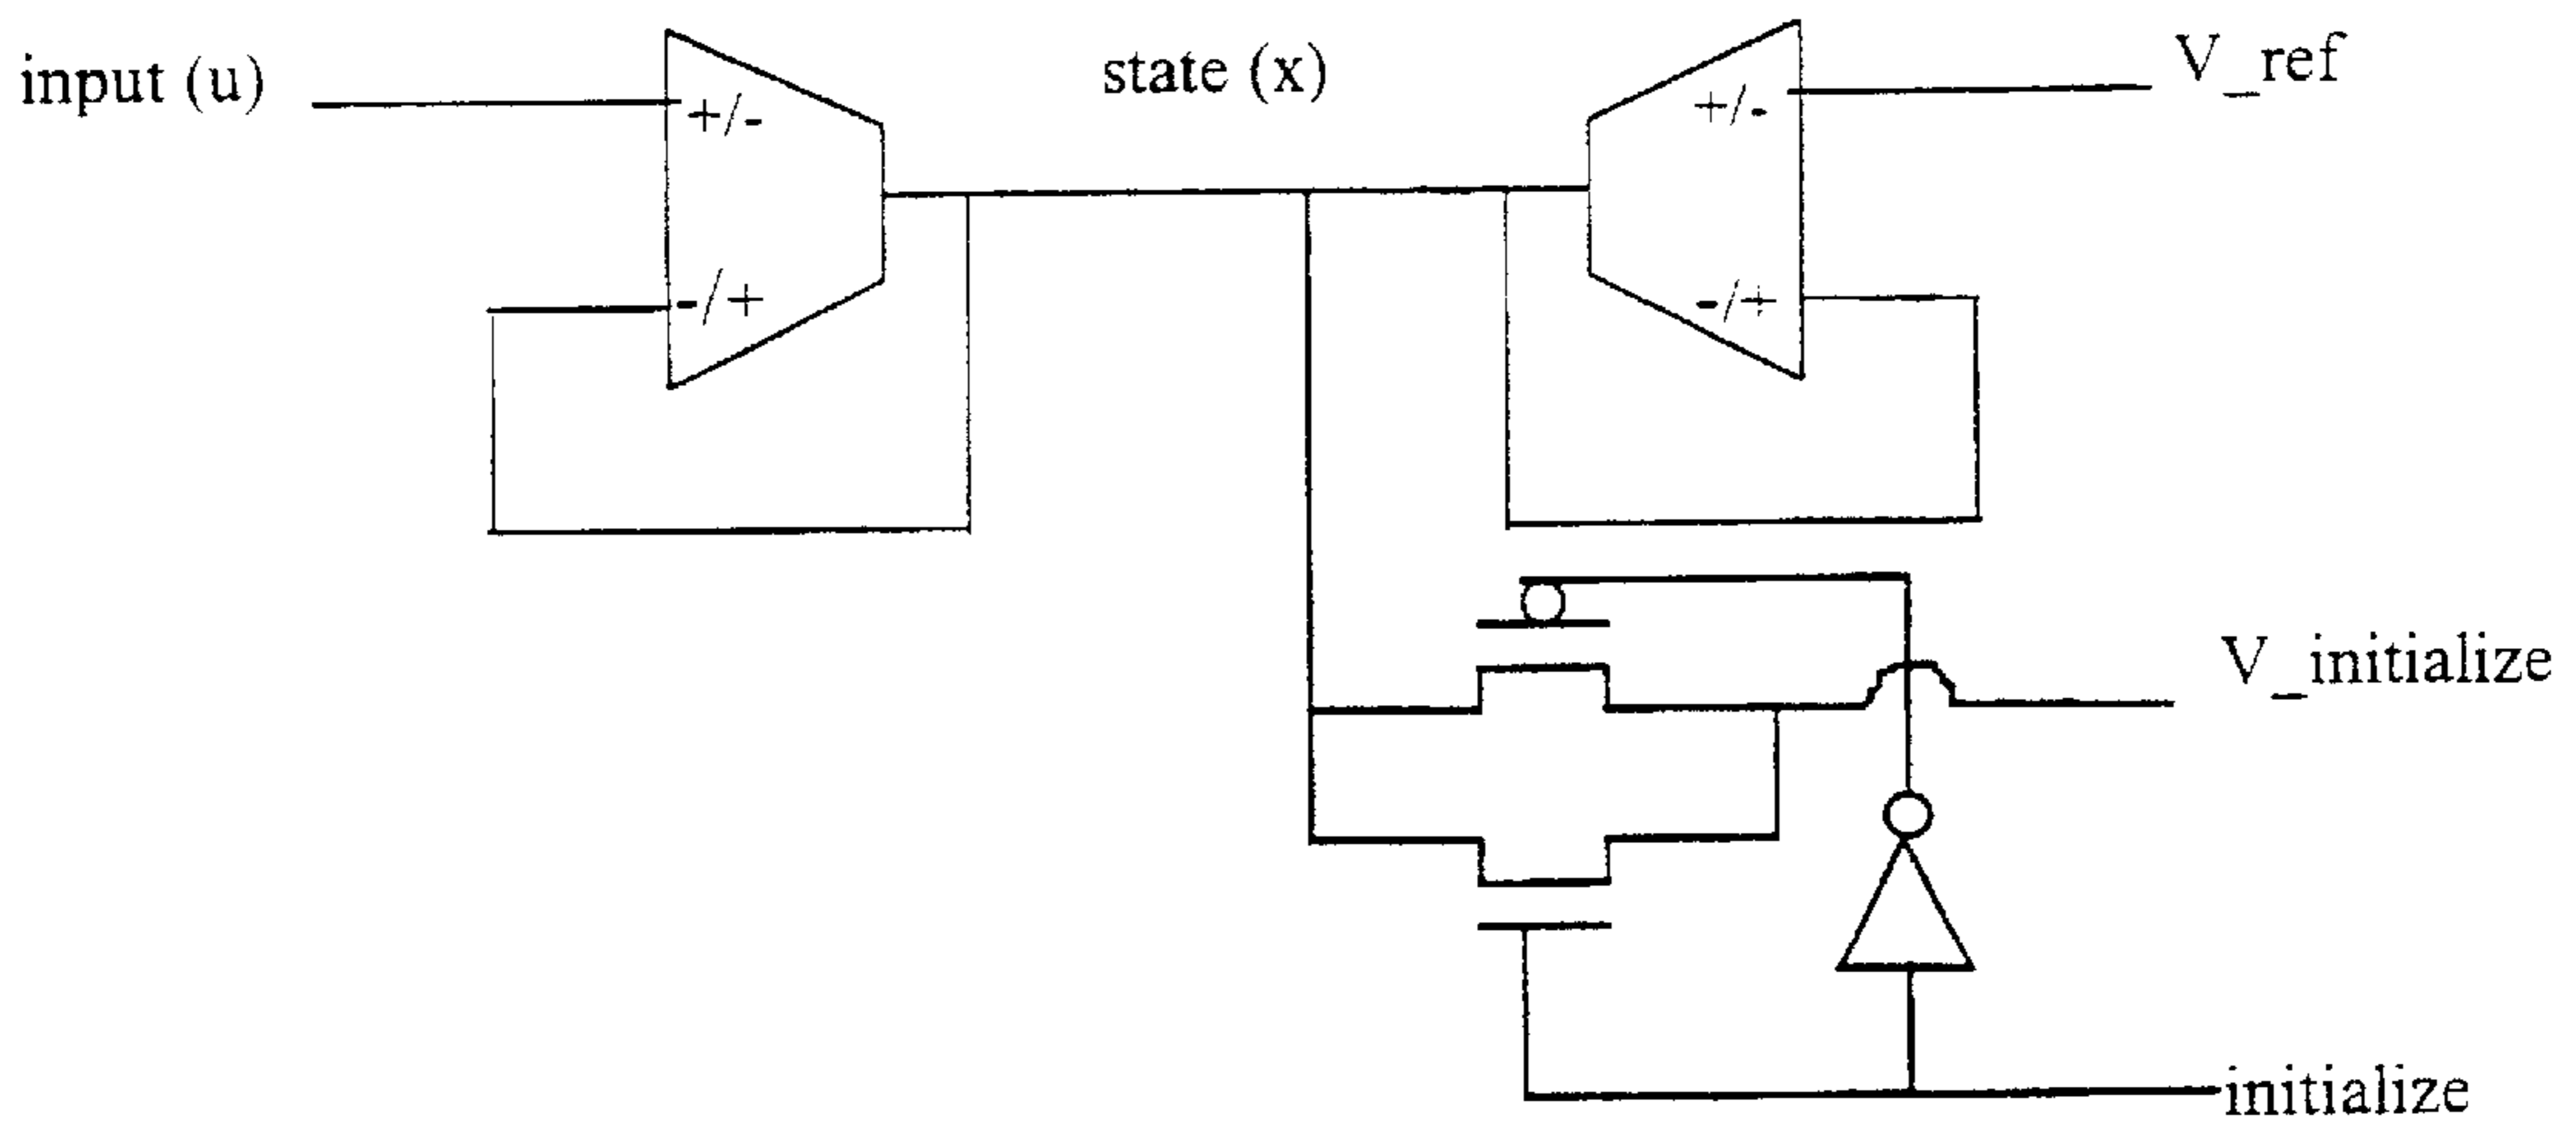 input (u)
state (x)
V_ref
+/-
+/-
-/+
-/+
V_initialize
initialize